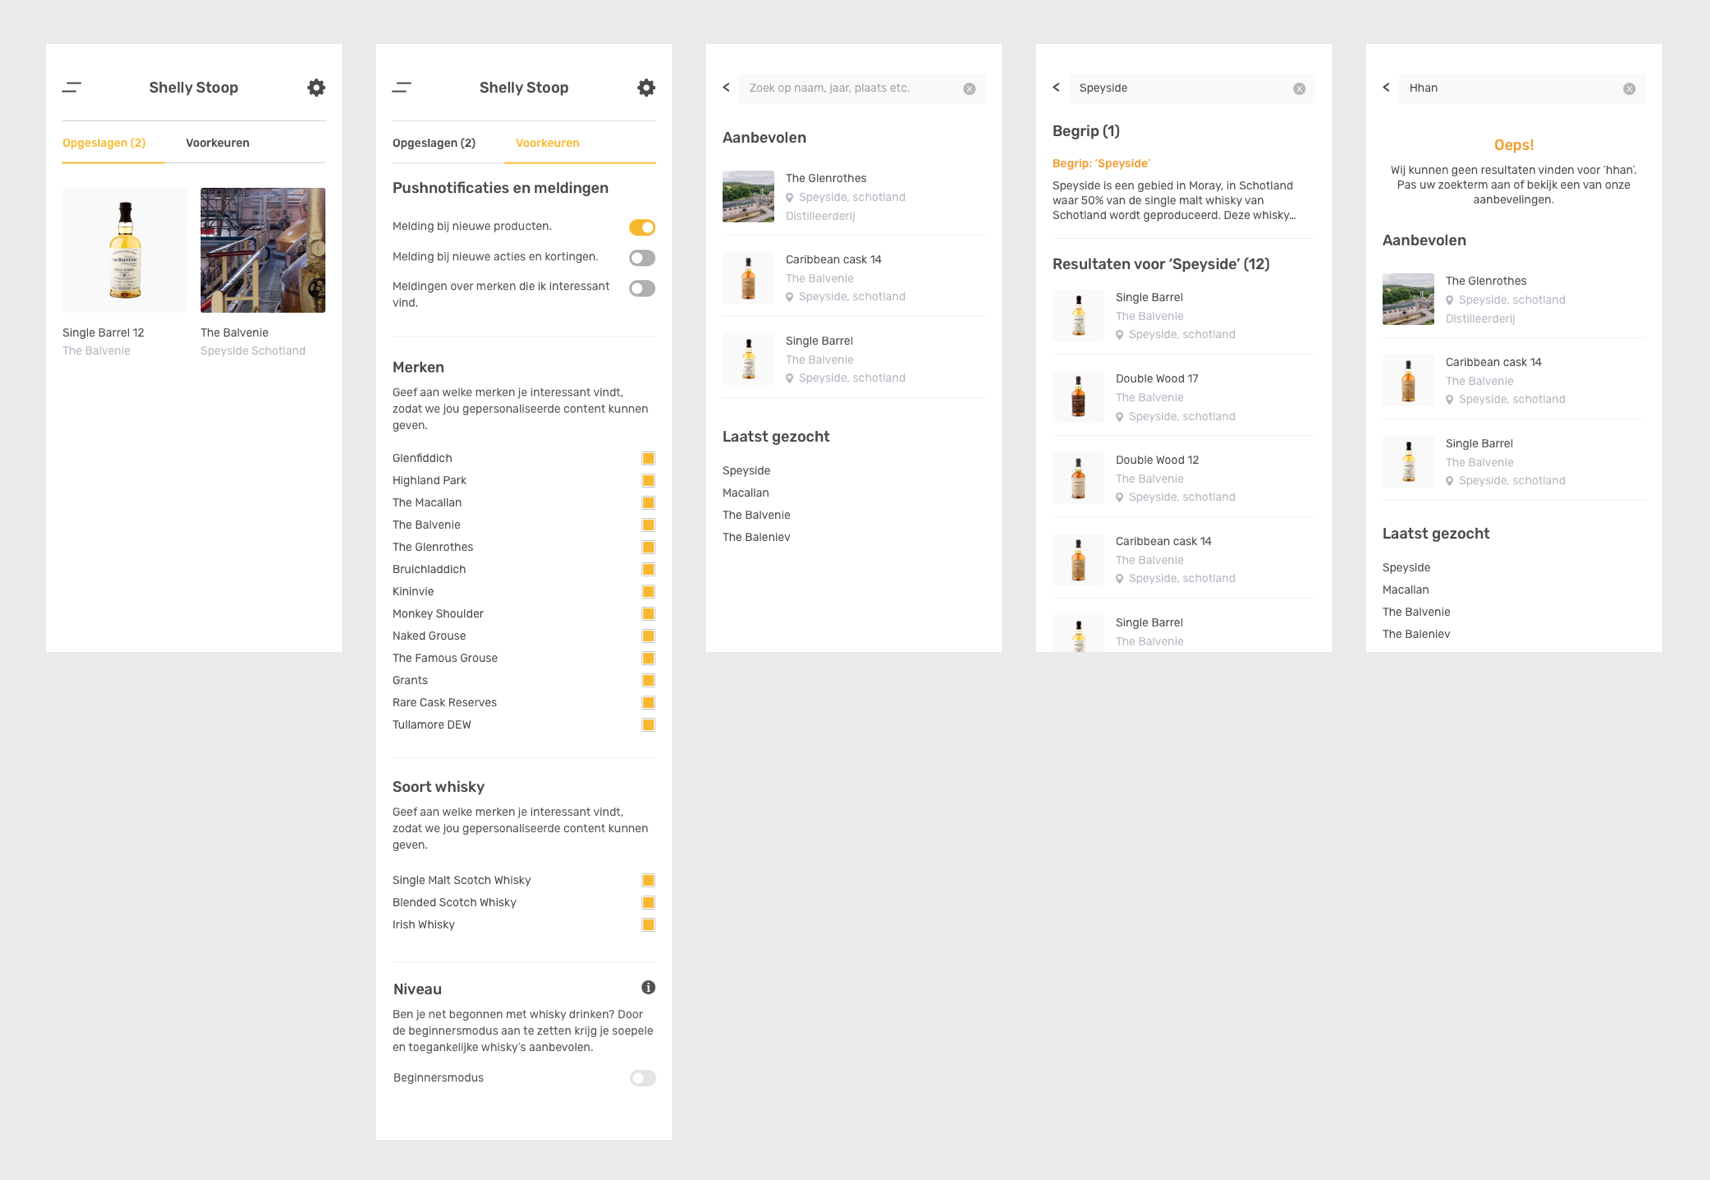 Shelly Stoop
Opgeslagen (2)
Voorkeuren
Single Barrel 12
The Balvenie
The Balvenie
Speyside Schotland
Shelly Stoop
Opgeslagen (2)
Voorkeuren
Pushnotificaties en meldingen
Melding bij nieuwe producten.
Melding bij nieuwe acties en kortingen.
Meldingen over merken die ik interessant
vind.
Merken
Geef aan welke merken je interessant vindt,
zodat we jou gepersonaliseerde content kunnen
geven.
Glenfiddich
Highland Park
The Macallan
The Balvenie
The Glenrothes
Bruichladdich
Kininvie
Monkey Shoulder
Naked Grouse
The Famous Grouse
Grants
Rare Cask Reserves
Tullamore DEW
Soort whisky
Geef aan welke merken je interessant vindt,
zodat we jou gepersonaliseerde content kunnen
geven.
Single Malt Scotch Whisky
Blended Scotch Whisky
Irish Whisky
Niveau
Ben je net begonnen met whisky drinken? Door
de beginnersmodus aan te zetten krijg je soepele
en toegankelijke whisky's aanbevolen.
Beginnersmodus
< Zoek op naam, jaar, plaats etc.
Aanbevolen
The Glenrothes
Speyside, schotland
Distilleerderij
Caribbean cask 14
The Balvenie
Speyside, schotland
Single Barrel
The Balvenie
Speyside, schotland
Laatst gezocht
Speyside
Macallan
The Balvenie
The Baleniev
< Speyside
Begrip (1)
Begrip: ‘Speyside’
Speyside is een gebied in Moray, in Schotland
waar 50% van de single malt whisky van
Schotland wordt geproduceerd. Deze whisky...
Resultaten voor ‘Speyside’ (12)
Single Barrel
The Balvenie
Speyside, schotland
Double Wood 17
The Balvenie
Speyside, schotland
Double Wood 12
The Balvenie
Speyside, schotland
Caribbean cask 14
The Balvenie
Speyside, schotland
Single Barrel
The Balvenie
< Hhan
Oeps!
Wij kunnen geen resultaten vinden voor ‘hhan’.
Pas uw zoekterm aan of bekijk een van onze
aanbevelingen.
Aanbevolen
The Glenrothes
Speyside, schotland
Distilleerderij
Caribbean cask 14
The Balvenie
Speyside, schotland
Single Barrel
The Balvenie
Speyside, schotland
Laatst gezocht
Speyside
Macallan
The Balvenie
The Baleniev